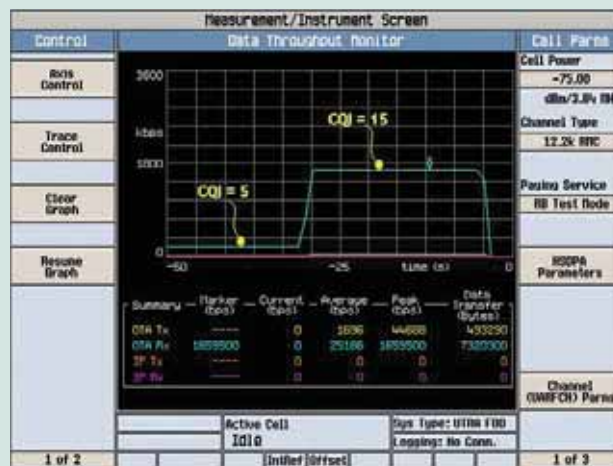 Measurement/Instrument Screen
Control
Data Throughput Monitor
Call Parms
Axis Control
Trace Control
Clear Graph
Resume Graph
3600
kbps
1800
0
CQI = 15
CQI = 5
-50
-25
time (s)
0
Summary
Marker (bps)
Current (bps)
Average (bps)
Peak (bps)
Data Transfer (Bytes)
OTA Tx ---- 0 1696 44688 493290
OTA Rx 1659500 0 25186 1659500 7320300
IP Tx ---- 0 0 0 0
IP Rx ---- 0 0 0 0
Cell Power
-75.00
Channel Type
12.2k RMC
Paging Service
RB Test Mode
HSDPA Parameters
Channel (UARFCN) Parms
Active Cell
Idle
Sys Type: UTRA FDD
Logging: No Conn.
1 of 2
IntRef Offset
1 of 3